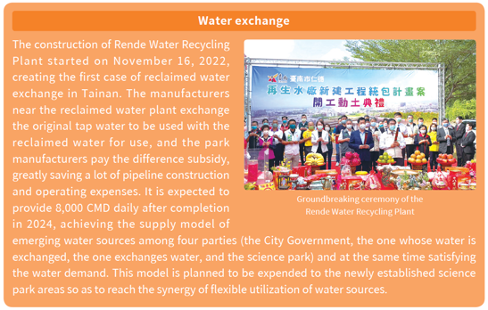 Water exchange
The construction of Rende Water Recycling
Plant started on November 16, 2022,
creating the first case of reclaimed water
exchange in Tainan. The manufacturers
near the reclaimed water plant exchange
the original tap water to be used with the
reclaimed water for use, and the park
manufacturers pay the difference subsidy,
greatly saving a lot of pipeline construction
and operating expenses. It is expected to
provide 8,000 CMD daily after completion
in 2024, achieving the supply model of
臺南市仁德
再生水廠新建工程統包計畫案
開工動土典禮
Groundbreaking ceremony of the
Rende Water Recycling Plant
emerging water sources among four parties (the City Government, the one whose water is
exchanged, the one exchanges water, and the science park) and at the same time satisfying
the water demand. This model is planned to be expended to the newly established science
park areas so as to reach the synergy of flexible utilization of water sources.